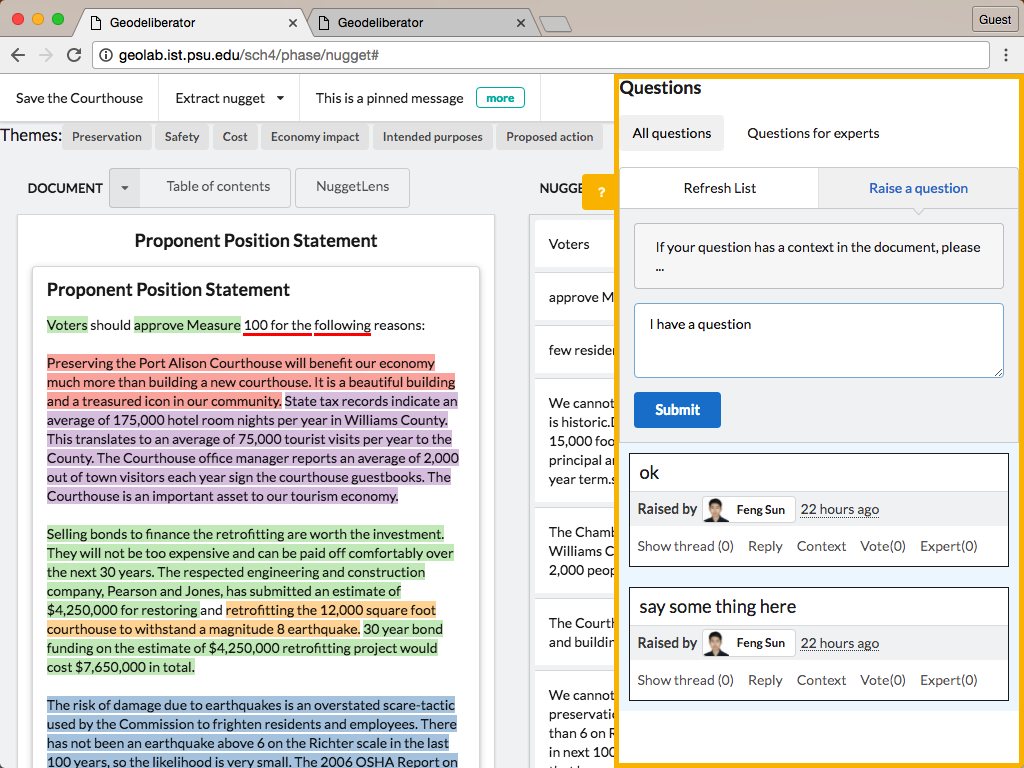 Geodeliberator
Geodeliberator
Guest
geolab.ist.psu.edu/sch4/phase/nugget#
Save the Courthouse
Extract nugget
This is a pinned message
more
Themes:
Preservation
Safety
Cost
Economy impact
Intended purposes
Proposed action
DOCUMENT
Table of contents
NuggetLens
Proponent Position Statement
Proponent Position Statement
Voters should approve Measure 100 for the following reasons:
Preserving the Port Alison Courthouse will benefit our economy
much more than building a new courthouse. It is a beautiful building
and a treasured icon in our community. State tax records indicate an
average of 175,000 hotel room nights per year in Williams County.
This translates to an average of 75,000 tourist visits per year to the
County. The Courthouse office manager reports an average of 2,000
out of town visitors each year sign the courthouse guestbooks. The
Courthouse is an important asset to our tourism economy.
Selling bonds to finance the retrofitting are worth the investment.
They will not be too expensive and can be paid off comfortably over
the next 30 years. The respected engineering and construction
company, Pearson and Jones, has submitted an estimate of
$4,250,000 for restoring and retrofitting the 12,000 square foot
courthouse to withstand a magnitude 8 earthquake. 30 year bond
funding on the estimate of $4,250,000 retrofitting project would
cost $7,650,000 in total.
The risk of damage due to earthquakes is an overstated scare-tactic
used by the Commission to frighten residents and employees. There
has not been an earthquake above 6 on the Richter scale in the last
100 years, so the likelihood is very small. The 2006 OSHA Report on
NUGGE
?
Voters
approve M
few reside
We cannot
is historic.
15,000 foo
principal a
year term.s
The Chamb
Williams C
2,000 peop
The Courth
and buildin
We cannot
preservati
than 6 on R
in next 100
Questions
All questions
Questions for experts
Refresh List
Raise a question
If your question has a context in the document, please
...
I have a question
Submit
ok
Raised by Feng Sun 22 hours ago
Show thread (0) Reply Context Vote(0) Expert(0)
say some thing here
Raised by Feng Sun 22 hours ago
Show thread (0) Reply Context Vote(0) Expert(0)